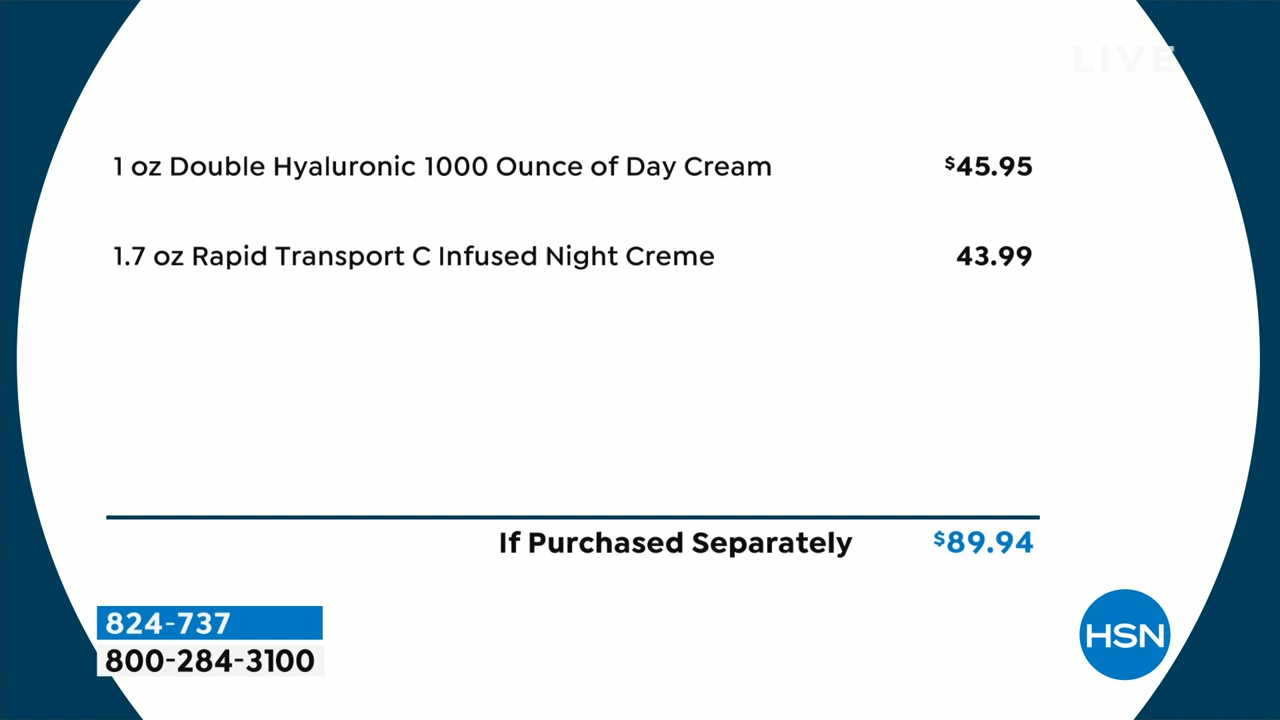 LIVE
1 oz Double Hyaluronic 1000 Ounce of Day Cream $45.95
1.7 oz Rapid Transport C Infused Night Creme 43.99
If Purchased Separately $89.94
824-737
800-284-3100
HSN